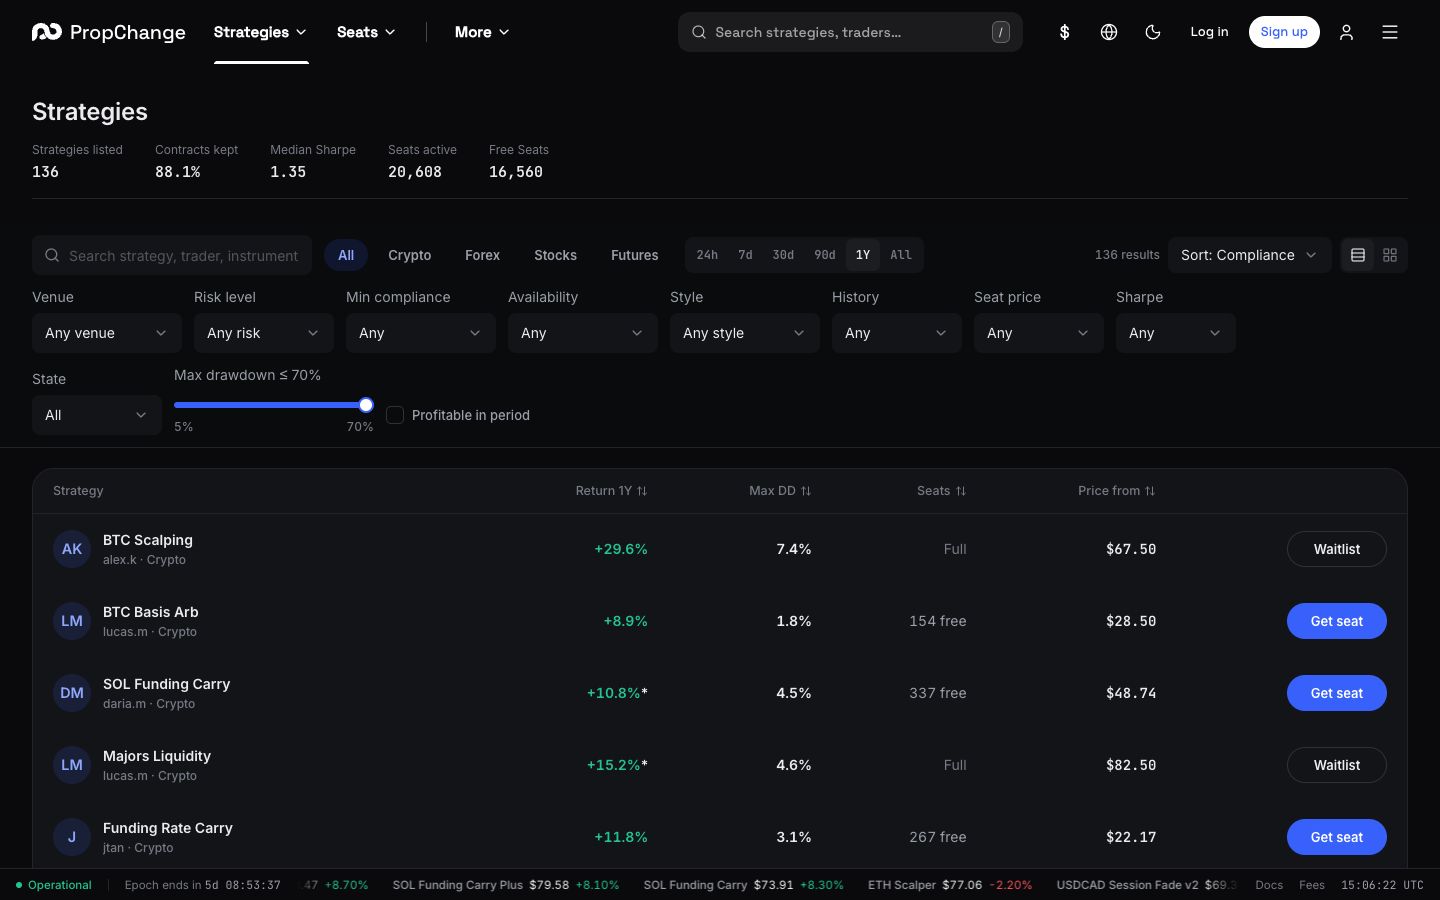 PropChange
Strategies
Seats
More
Search strategies, traders...
/
$
Log in
Sign up
Strategies
Strategies listed
136
Contracts kept
88.1%
Median Sharpe
1.35
Seats active
20,608
Free Seats
16,560
Search strategy, trader, instrument
All
Crypto
Forex
Stocks
Futures
24h
7d
30d
90d
1Y
All
136 results
Sort: Compliance
Venue
Any venue
Risk level
Any risk
Min compliance
Any
Availability
Any
Style
Any style
History
Any
Seat price
Any
Sharpe
Any
State
All
Max drawdown ≤ 70%
5%
70%
Profitable in period
Strategy
Return 1Y
Max DD
Seats
Price from
AK
BTC Scalping
alex.k · Crypto
+29.6%
7.4%
Full
$67.50
Waitlist
LM
BTC Basis Arb
lucas.m · Crypto
+8.9%
1.8%
154 free
$28.50
Get seat
DM
SOL Funding Carry
daria.m · Crypto
+10.8%*
4.5%
337 free
$48.74
Get seat
LM
Majors Liquidity
lucas.m · Crypto
+15.2%*
4.6%
Full
$82.50
Waitlist
J
Funding Rate Carry
jtan · Crypto
+11.8%
3.1%
267 free
$22.17
Get seat
Operational
Epoch ends in 5d 08:53:37
.47 +8.70%
SOL Funding Carry Plus $79.58 +8.10%
SOL Funding Carry $73.91 +8.30%
ETH Scalper $77.06 -2.20%
USDCAD Session Fade v2 $69.3
Docs
Fees
15:06:22 UTC